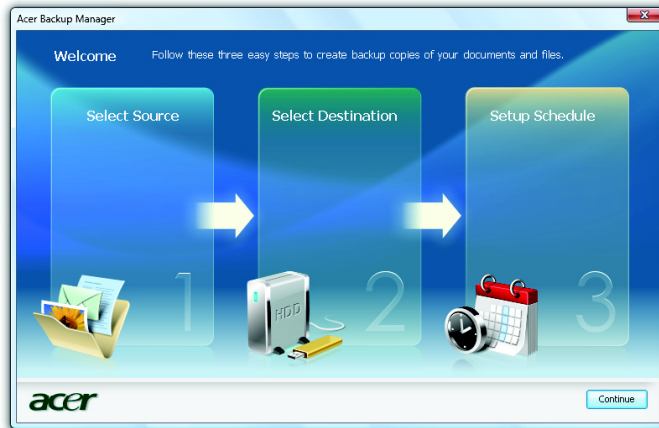 Acer Backup Manager
Welcome
Follow these three easy steps to create backup copies of your documents and files.
Select Source
Select Destination
Setup Schedule
HDD
1
2
3
acer
Continue